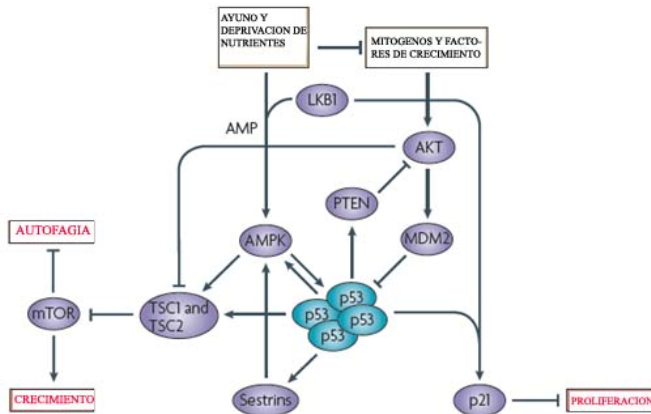 AYUNO Y
DEPRIVACION DE
NUTRIENTES
MITOGENOS Y FACTO-
RES DE CRECIMIENTO
LKB1
AMP
AKT
PTEN
AUTOFAGIA
AMPK
MDM2
mTOR
TSC1 and
TSC2
p53
p53
p53
p53
CRECIMIENTO
Sestrins
p21
PROLIFERACION